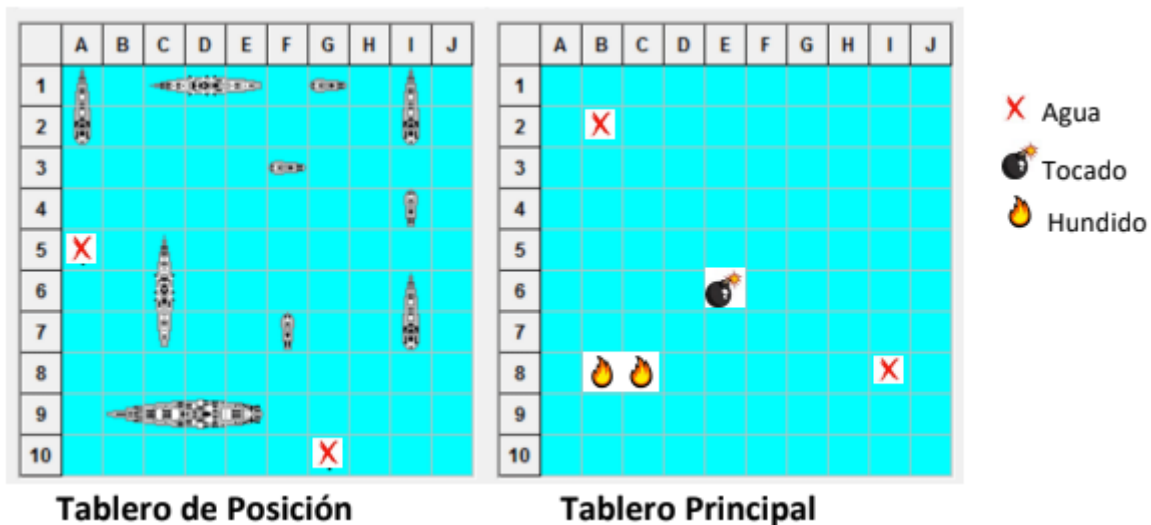 A B C D E F G H I J
1
2
3
4
5
6
7
8
9
10
Tablero de Posición
A B C D E F G H I J
1
2
3
4
5
6
7
8
9
10
Tablero Principal
Agua
Tocado
Hundido